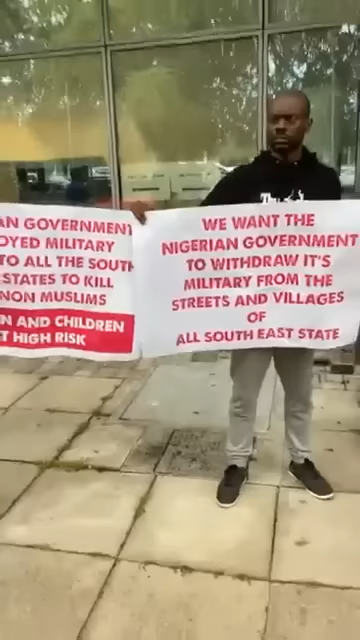 AN GOVERNMENT
OYED MILITARY
TO ALL THE SOUTH
STATES TO KILL
NON MUSLIMS
N AND CHILDREN
T HIGH RISK
WE WANT THE
NIGERIAN GOVERNMENT
TO WITHDRAW IT'S
MILITARY FROM THE
STREETS AND VILLAGES
OF
ALL SOUTH EAST STATE